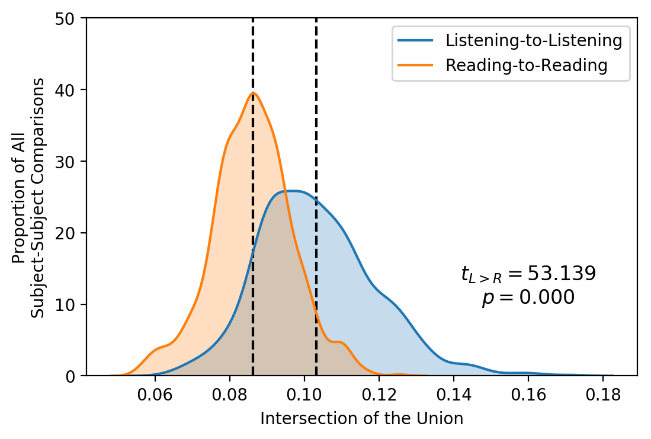 50
40
30
20
10
0
Proportion of All
Subject-Subject Comparisons
Listening-to-Listening
Reading-to-Reading
t_{L>R} = 53.139
p = 0.000
0.06 0.08 0.10 0.12 0.14 0.16 0.18
Intersection of the Union